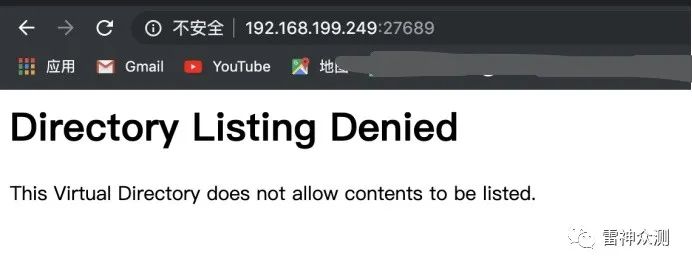 不安全 192.168.199.249:27689
应用 Gmail YouTube 地图
Directory Listing Denied
This Virtual Directory does not allow contents to be listed.
雷神众测